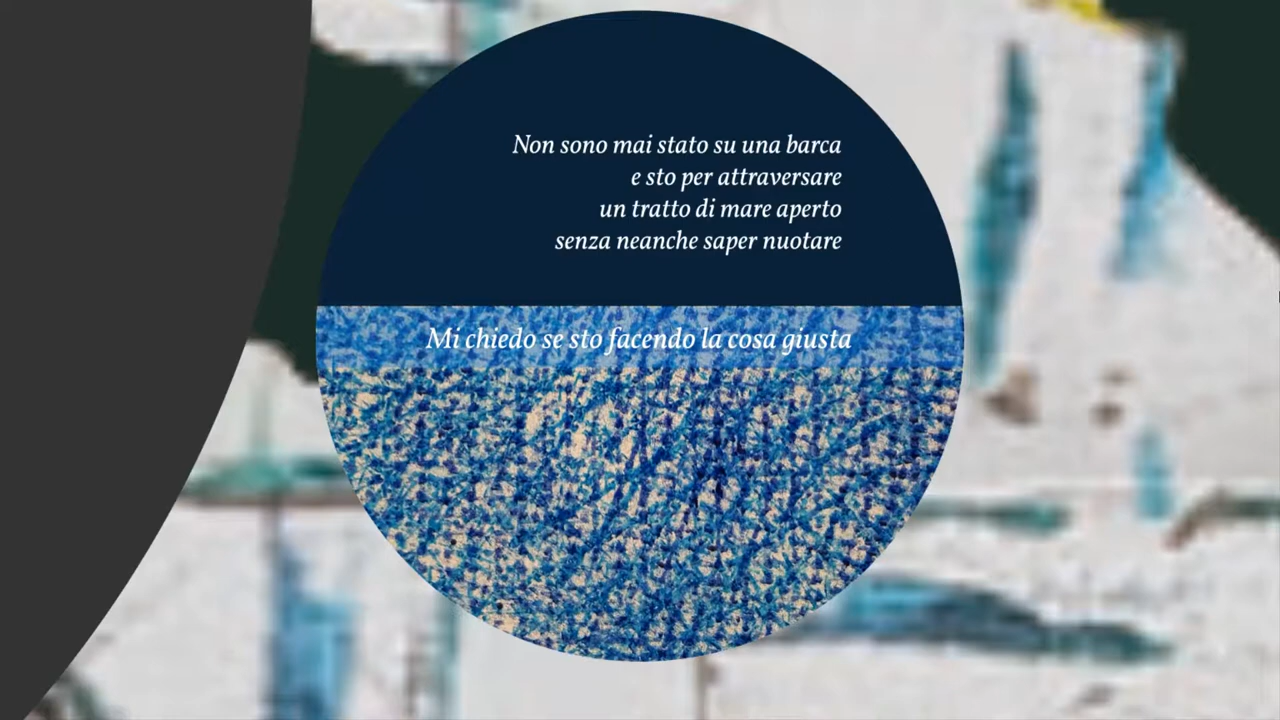 Non sono mai stato su una barca
e sto per attraversare
un tratto di mare aperto
senza neanche saper nuotare
Mi chiedo se sto facendo la cosa giusta